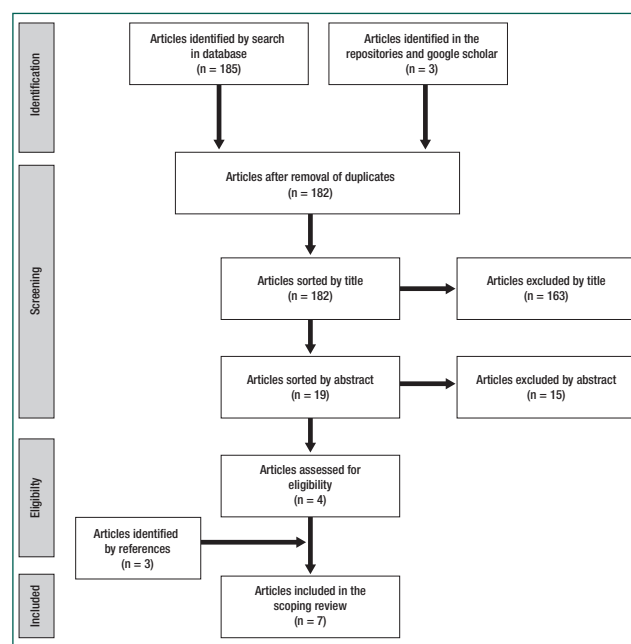 Identification
Articles identified by search
in database
(n = 185)
Articles identified in the
repositories and google scholar
(n = 3)
Screening
Articles after removal of duplicates
(n = 182)
Articles sorted by title
(n = 182)
Articles excluded by title
(n = 163)
Articles sorted by abstract
(n = 19)
Articles excluded by abstract
(n = 15)
Eligibilty
Articles assessed for
eligibility
(n = 4)
Articles identified
by references
(n = 3)
Included
Articles included in the
scoping review
(n = 7)